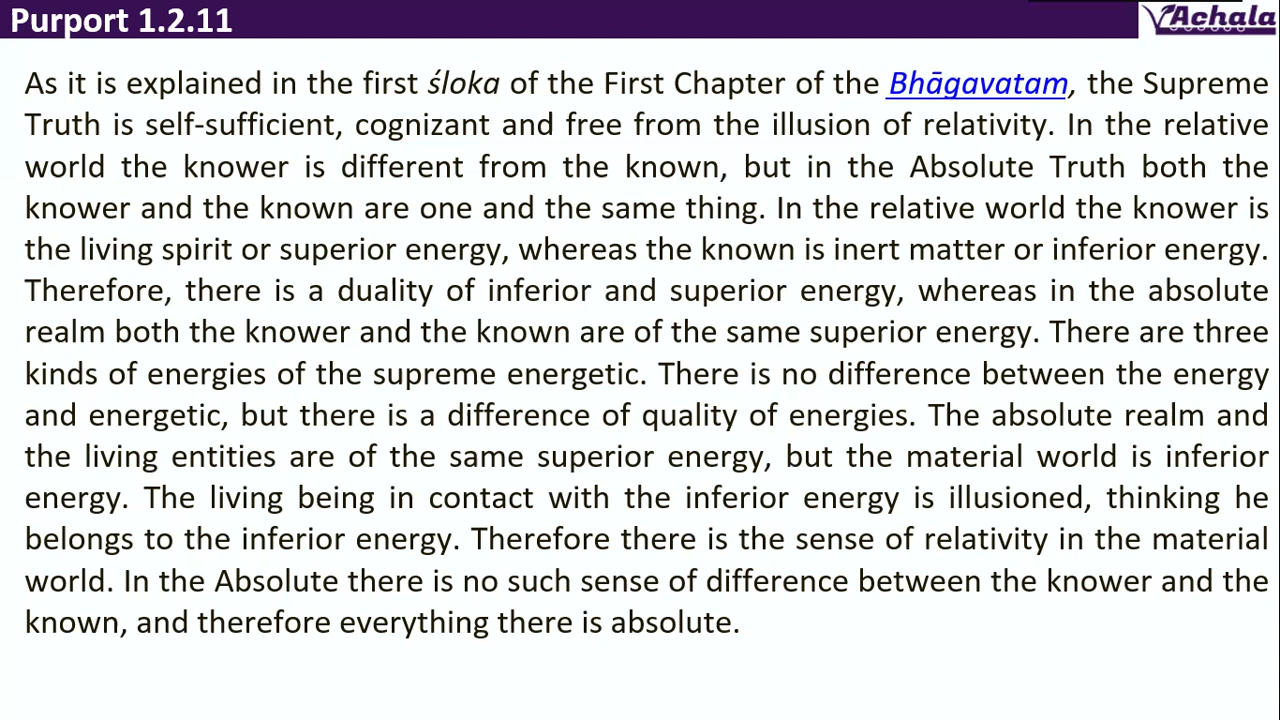 Purport 1.2.11
Achala
As it is explained in the first śloka of the First Chapter of the Bhāgavatam, the Supreme
Truth is self-sufficient, cognizant and free from the illusion of relativity. In the relative
world the knower is different from the known, but in the Absolute Truth both the
knower and the known are one and the same thing. In the relative world the knower is
the living spirit or superior energy, whereas the known is inert matter or inferior energy.
Therefore, there is a duality of inferior and superior energy, whereas in the absolute
realm both the knower and the known are of the same superior energy. There are three
kinds of energies of the supreme energetic. There is no difference between the energy
and energetic, but there is a difference of quality of energies. The absolute realm and
the living entities are of the same superior energy, but the material world is inferior
energy. The living being in contact with the inferior energy is illusioned, thinking he
belongs to the inferior energy. Therefore there is the sense of relativity in the material
world. In the Absolute there is no such sense of difference between the knower and the
known, and therefore everything there is absolute.